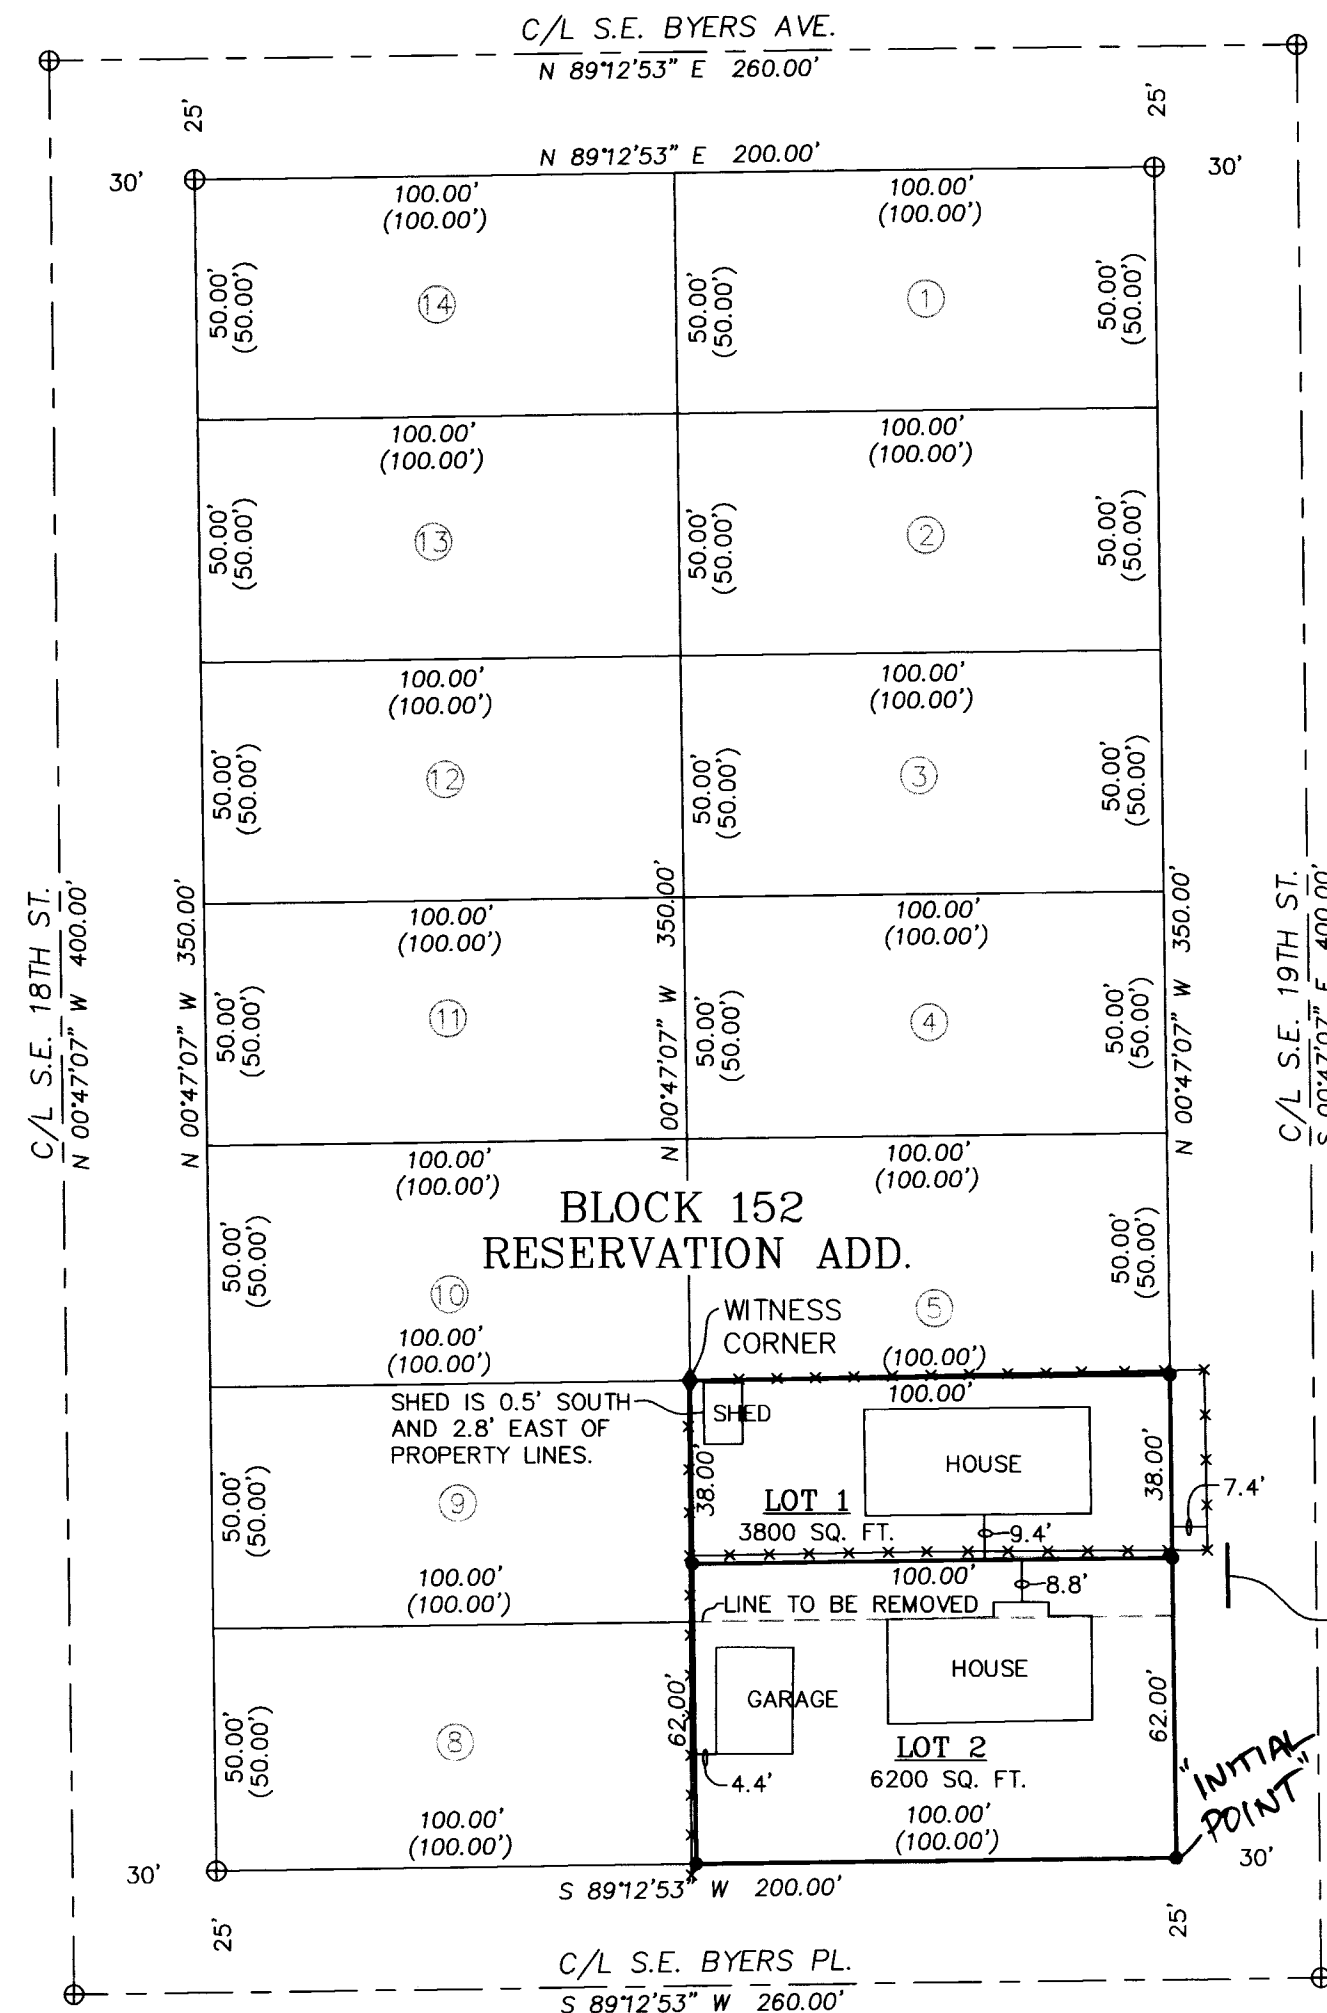 C/L S.E. BYERS AVE.
N 89°12'53" E 260.00'
25'
25'
30'
N 89°12'53" E 200.00'
30'
100.00'
(100.00')
100.00'
(100.00')
50.00'
(50.00')
14
50.00'
(50.00')
1
50.00'
(50.00')
100.00'
(100.00')
100.00'
(100.00')
50.00'
(50.00')
13
50.00'
(50.00')
2
50.00'
(50.00')
100.00'
(100.00')
100.00'
(100.00')
50.00'
(50.00')
12
50.00'
(50.00')
3
50.00'
(50.00')
C/L S.E. 18TH ST.
N 00°47'07" W 400.00'
N 00°47'07" W 350.00'
N 00°47'07" W 350.00'
N 00°47'07" W 350.00'
C/L S.E. 19TH ST.
S 00°47'07" E 400.00'
100.00'
(100.00')
100.00'
(100.00')
50.00'
(50.00')
11
50.00'
(50.00')
4
50.00'
(50.00')
100.00'
(100.00')
100.00'
(100.00')
BLOCK 152
RESERVATION ADD.
50.00'
(50.00')
10
50.00'
(50.00')
5
100.00'
(100.00')
WITNESS
CORNER
(100.00')
100.00'
SHED IS 0.5' SOUTH
AND 2.8' EAST OF
PROPERTY LINES.
SHED
HOUSE
38.00'
38.00'
7.4'
LOT 1
3800 SQ. FT.
9.4'
50.00'
(50.00')
9
100.00'
(100.00')
100.00'
8.8'
LINE TO BE REMOVED
HOUSE
GARAGE
62.00'
62.00'
50.00'
(50.00')
8
LOT 2
6200 SQ. FT.
4.4'
"INITIAL
POINT"
100.00'
(100.00')
100.00'
(100.00')
30'
30'
S 89°12'53" W 200.00'
25'
25'
C/L S.E. BYERS PL.
S 89°12'53" W 260.00'